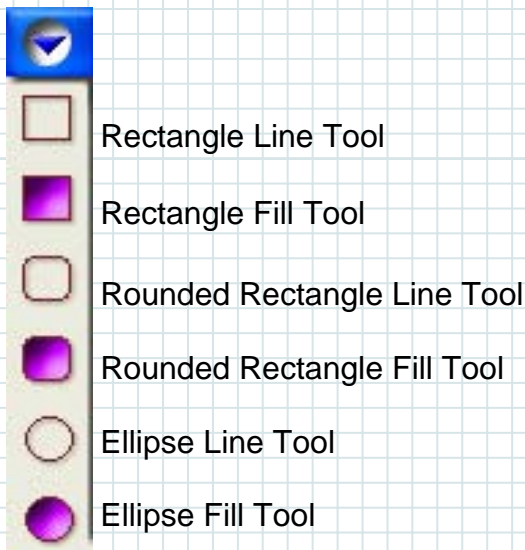 Rectangle Line Tool
Rectangle Fill Tool
Rounded Rectangle Line Tool
Rounded Rectangle Fill Tool
Ellipse Line Tool
Ellipse Fill Tool